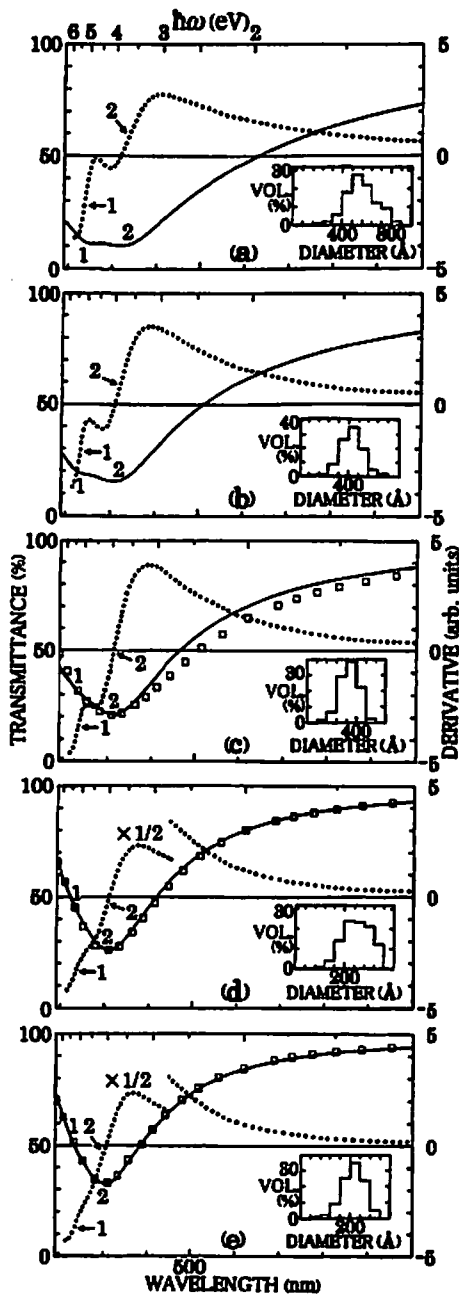 ħω (eV)
6 5 4 3 2
100 5
2
50 0
1
1 2
VOL. (%)
0
400 800
DIAMETER (Å)
(a)
0 -5
100 5
2
50 0
1
1 2
40
VOL. (%)
0
400
DIAMETER (Å)
(b)
0 -5
100 5
50 0
1 2
2
1
VOL. (%)
0
400
DIAMETER (Å)
(c)
0 -5
TRANSMITTANCE (%)
DERIVATIVE (arb. units)
100 5
×1/2
50 0
1 2
2
1
VOL. (%)
0
200
DIAMETER (Å)
(d)
0 -5
100 5
×1/2
1 2
50 0
2
1
VOL. (%)
0
200
DIAMETER (Å)
(e)
0 -5
500
WAVELENGTH (nm)